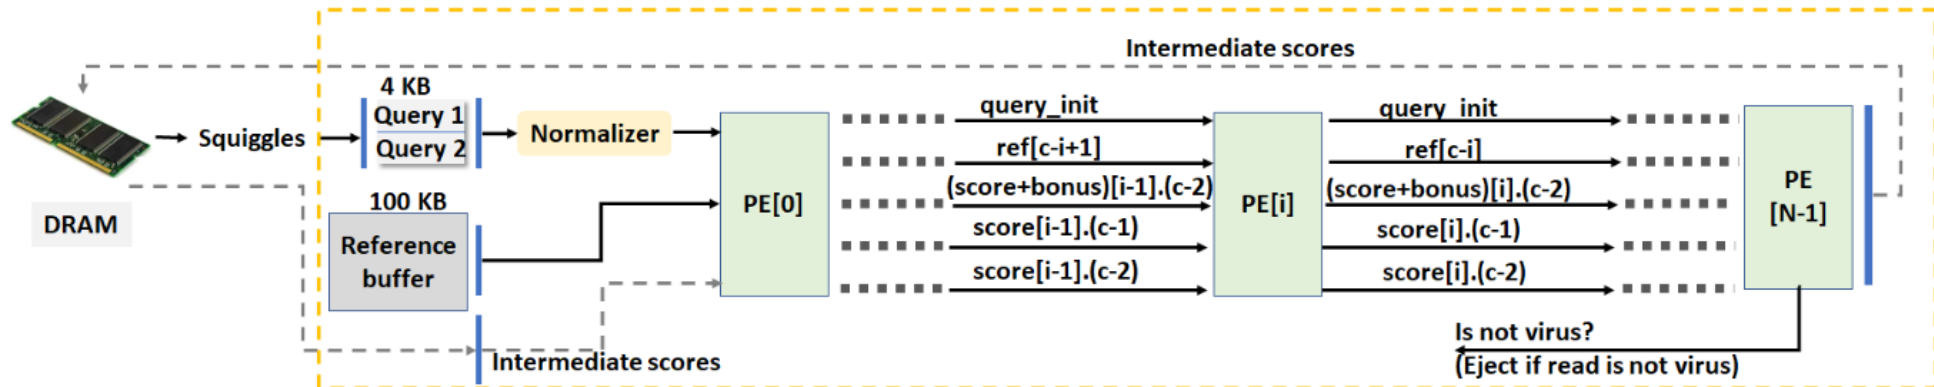 Intermediate scores
4 KB
Query 1
Query 2
Squiggles
Normalizer
DRAM
100 KB
Reference
buffer
Intermediate scores
PE[0]
query_init
ref[c-i+1]
(score+bonus)[i-1].(c-2)
score[i-1].(c-1)
score[i-1].(c-2)
PE[i]
query_init
ref[c-i]
(score+bonus)[i].(c-2)
score[i].(c-1)
score[i].(c-2)
PE
[N-1]
Is not virus?
(Eject if read is not virus)